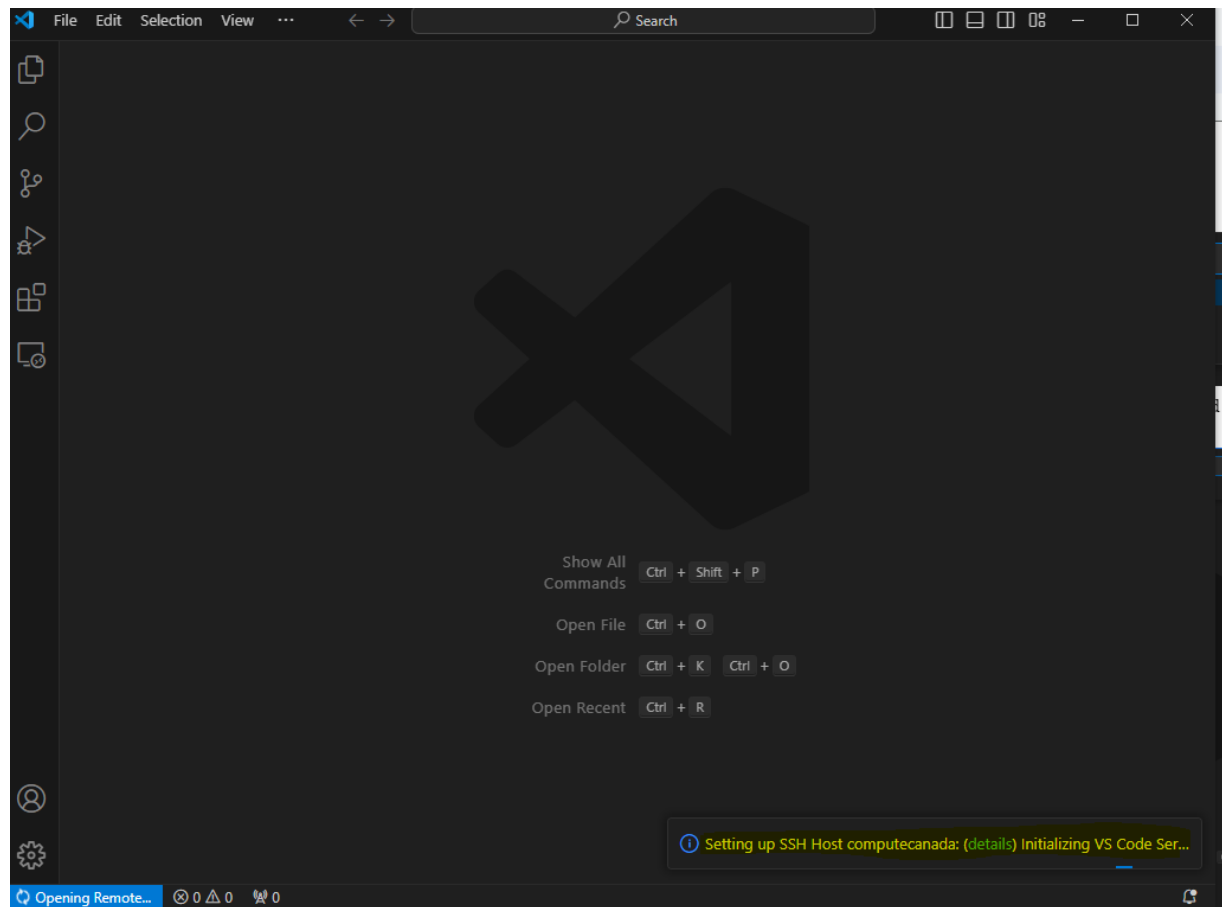 File Edit Selection View ··· Search
Show All Commands Ctrl + Shift + P
Open File Ctrl + O
Open Folder Ctrl + K Ctrl + O
Open Recent Ctrl + R
Setting up SSH Host computecanada: (details) Initializing VS Code Ser...
Opening Remote... 0 0 0